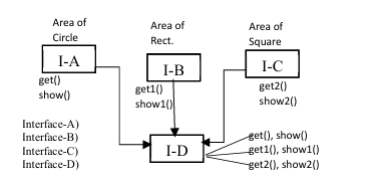 Area of
Circle
Area of
Rect.
Area of
Square
I-A
I-B
I-C
get()
show()
get1()
show1()
get2()
show2()
Interface-A)
Interface-B)
Interface-C)
Interface-D)
I-D
get(), show()
get1(), show1()
get2(), show2()